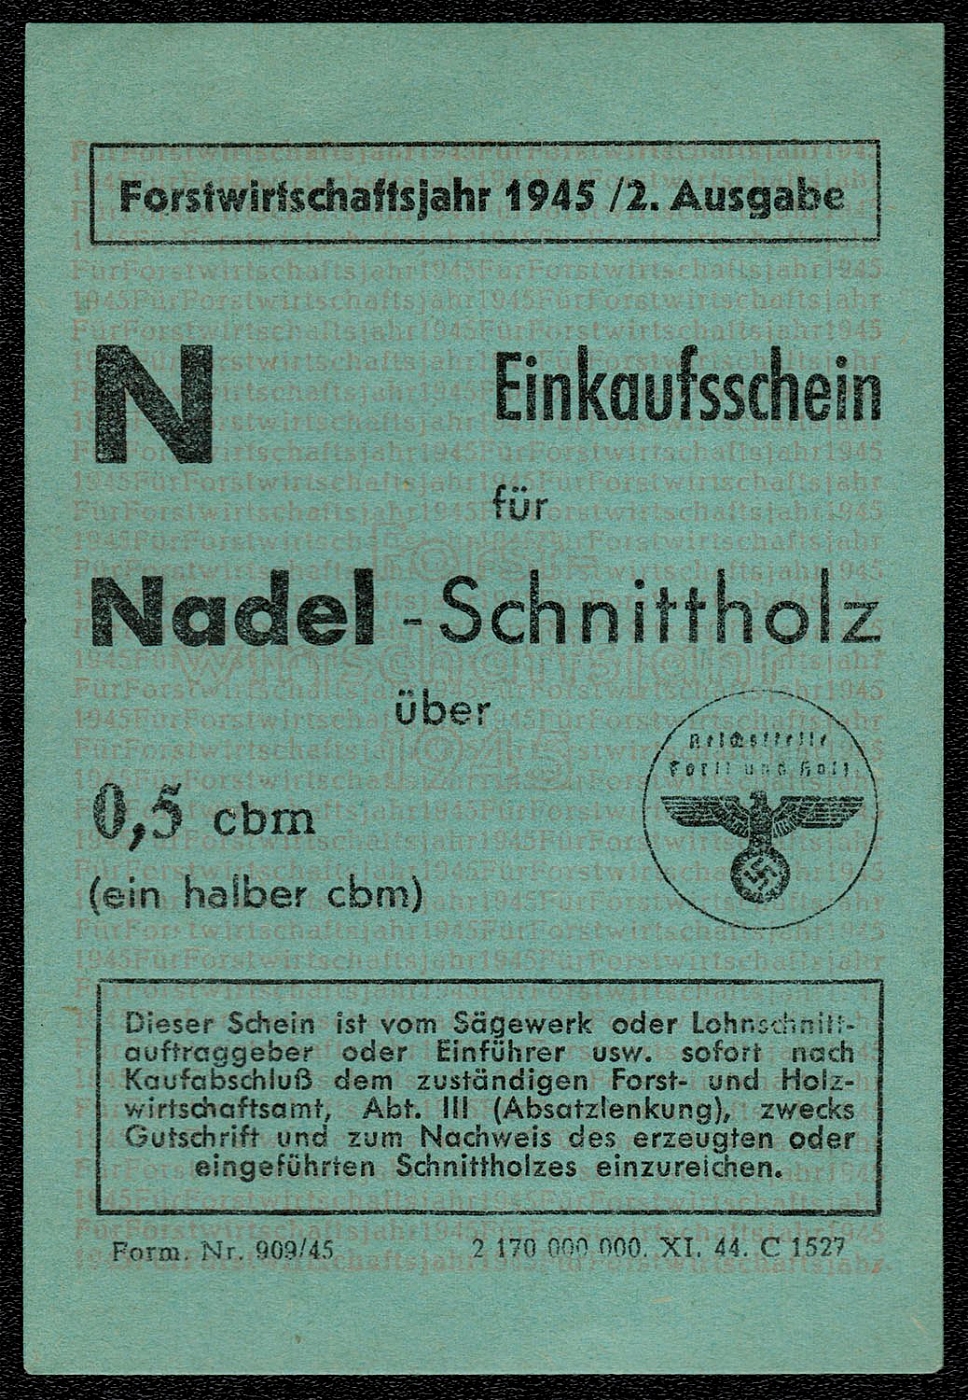 Forstwirtschaftsjahr 1945 /2. Ausgabe
N
Einkaufsschein
für
Nadel-Schnittholz
über
0,5 cbm
(ein halber cbm)
Reichsstelle
Forst und Holz
Dieser Schein ist vom Sägewerk oder Lohnschnitt-
auftraggeber oder Einführer usw. sofort nach
Kaufabschluß dem zuständigen Forst- und Holz-
wirtschaftsamt, Abt. III (Absatzlenkung), zwecks
Gutschrift und zum Nachweis des erzeugten oder
eingeführten Schnittholzes einzureichen.
Form. Nr. 909/45
2 170 000 000. XI. 44. C 1527
Forst-
wirtschaftsjahr
1945